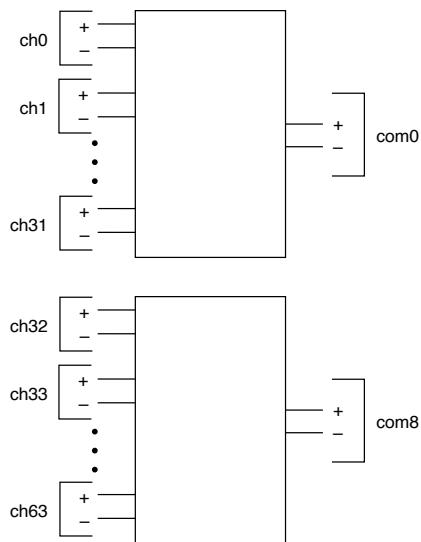 ch0
+
–
ch1
+
–
ch31
+
–
+
–
com0
ch32
+
–
ch33
+
–
ch63
+
–
+
–
com8